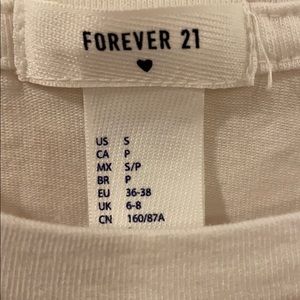 FOREVER 21
US S
CA P
MX S/P
BR P
EU 36-38
UK 6-8
CN 160/87A